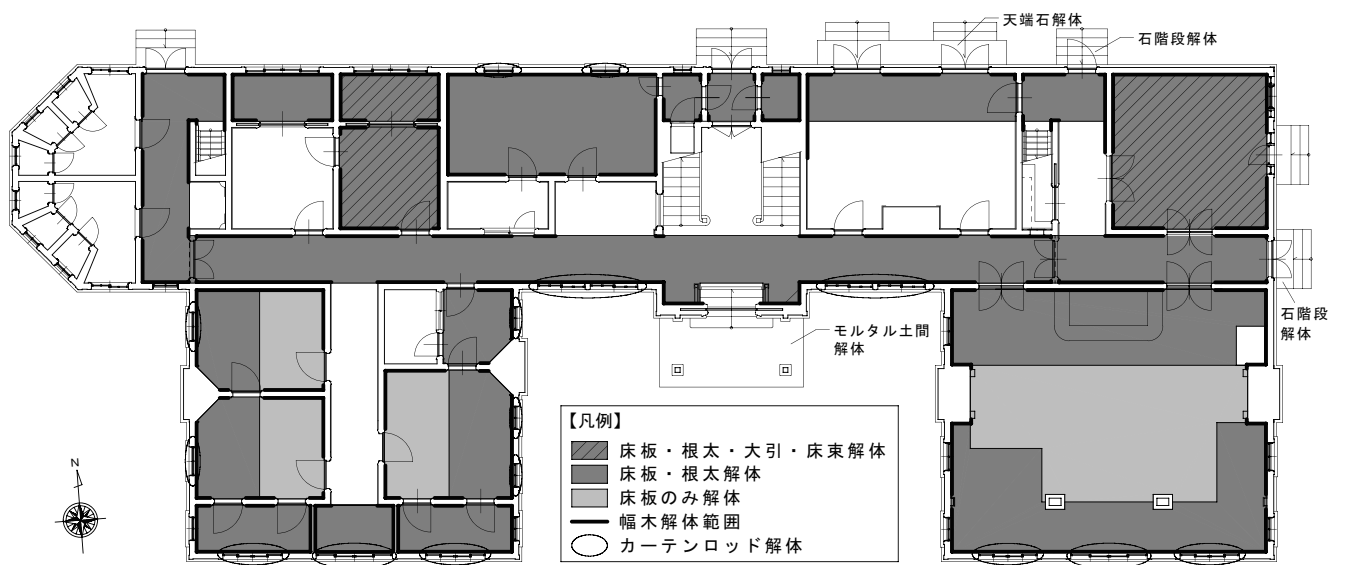 天端石解体
石階段解体
石階段
解体
モルタル土間
解体
【凡例】
床板・根太・大引・床束解体
床板・根太解体
床板のみ解体
幅木解体範囲
カーテンロッド解体
N